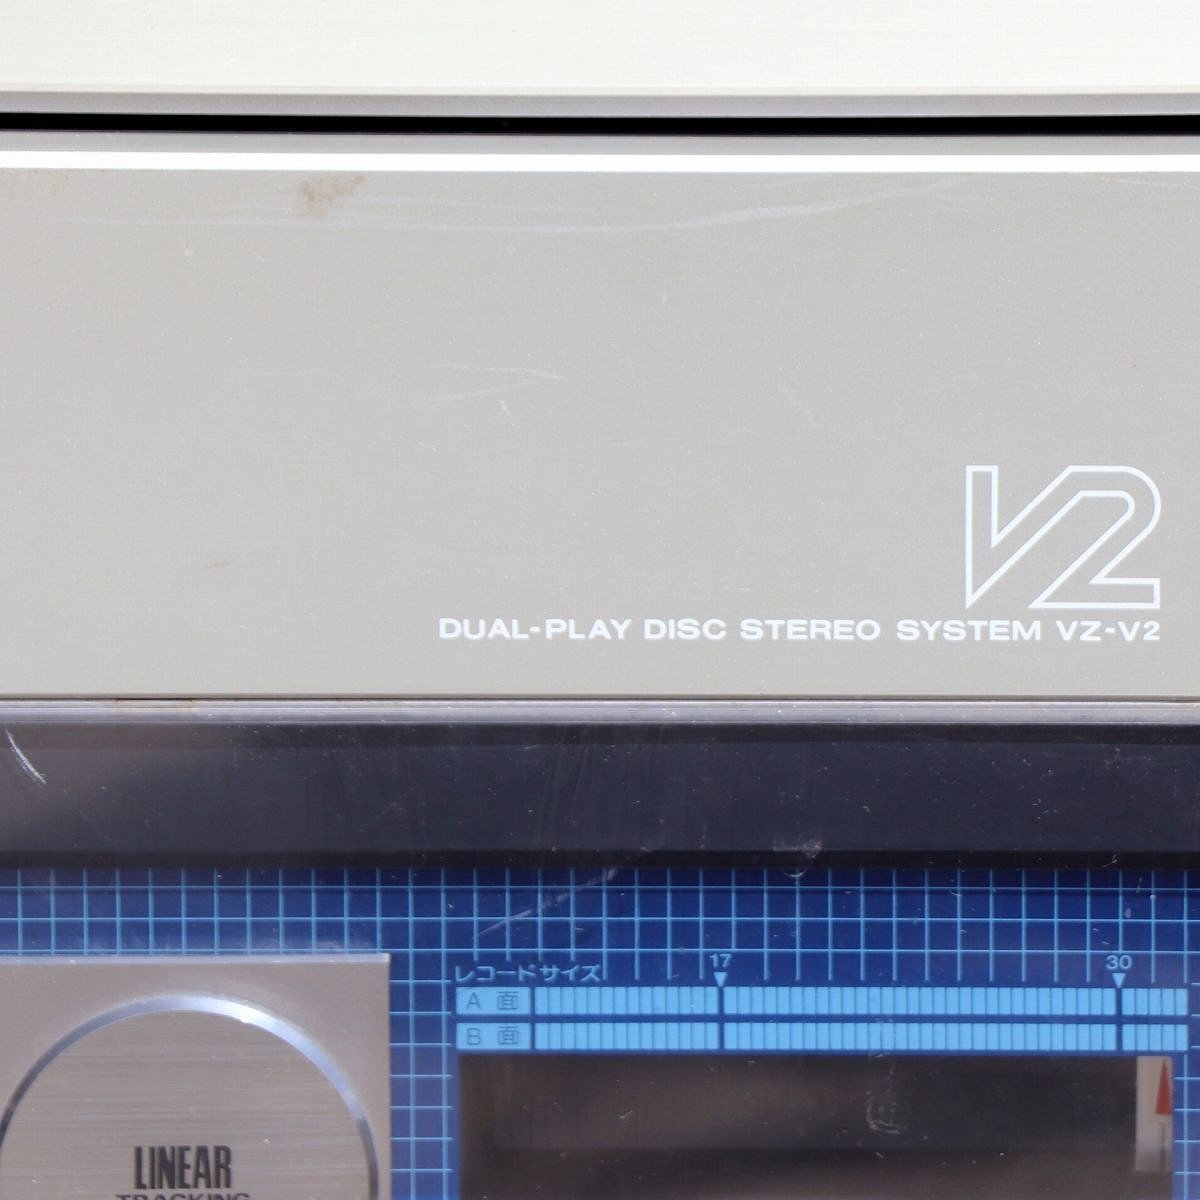 V2
DUAL-PLAY DISC STEREO SYSTEM VZ-V2
レコードサイズ 17 30
A 面
B 面
LINEAR
TRACKING